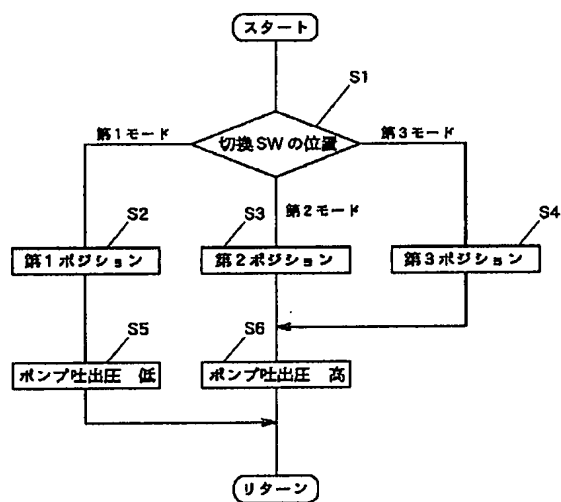 スタート
S1
第1モード
切換SWの位置
第3モード
S2
S3
第2モード
S4
第1ポジション
第2ポジション
第3ポジション
S5
S6
ポンプ吐出圧 低
ポンプ吐出圧 高
リターン